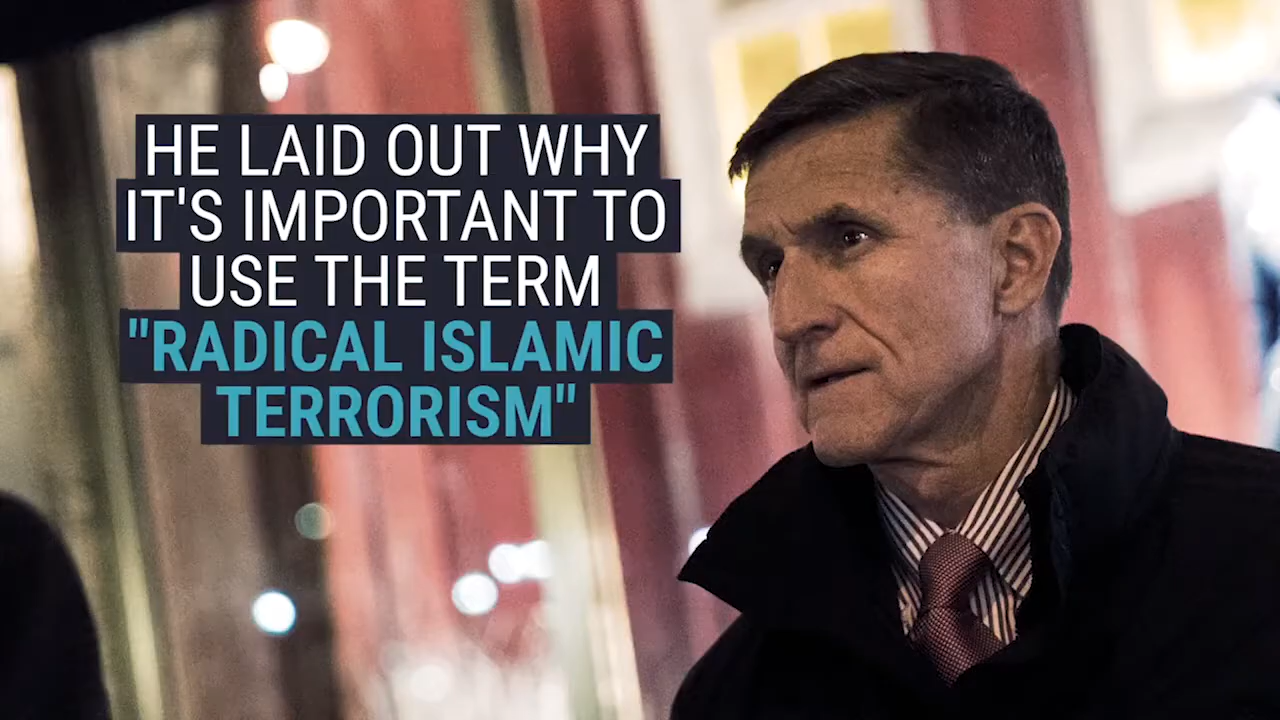 HE LAID OUT WHY
IT'S IMPORTANT TO
USE THE TERM
"RADICAL ISLAMIC
TERRORISM"